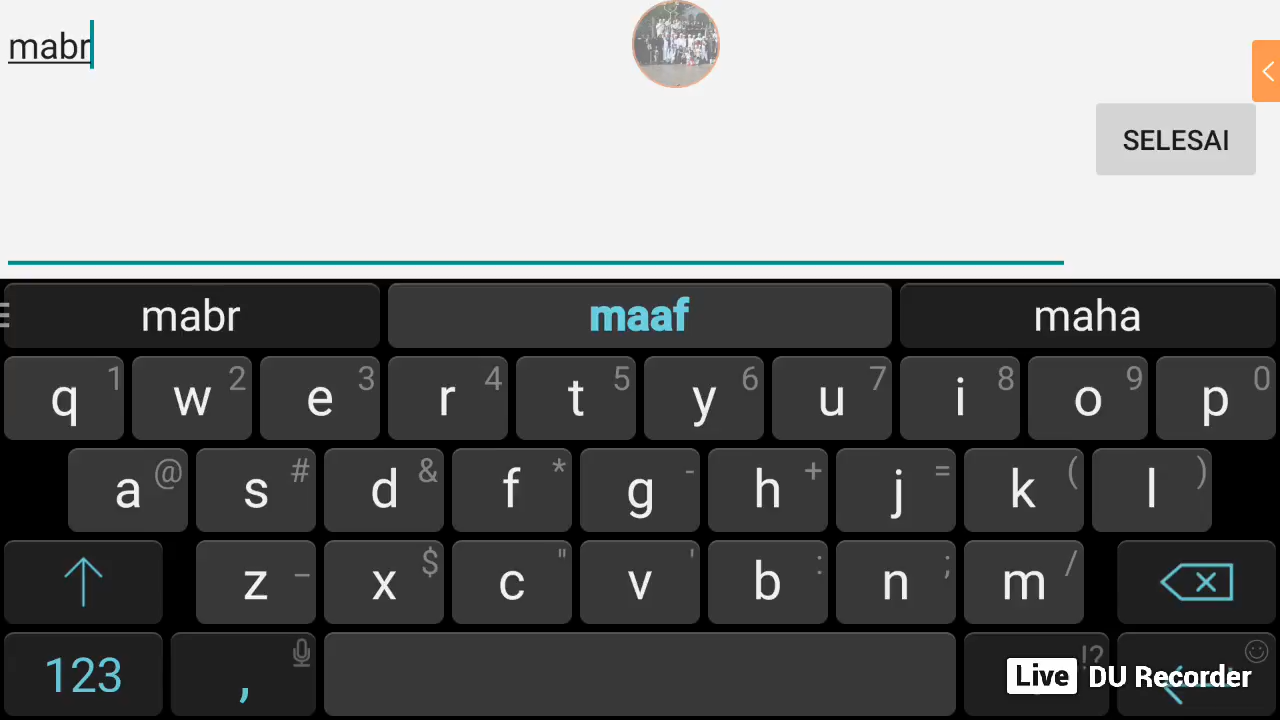 mabr
SELESAI
mabr maaf maha
q 1 w 2 e 3 r 4 t 5 y 6 u 7 i 8 o 9 p 0
a @ s # d & f * g - h + j = k ( l )
z _ x $ c " v ' b : n ; m /
123 , !?
Live DU Recorder